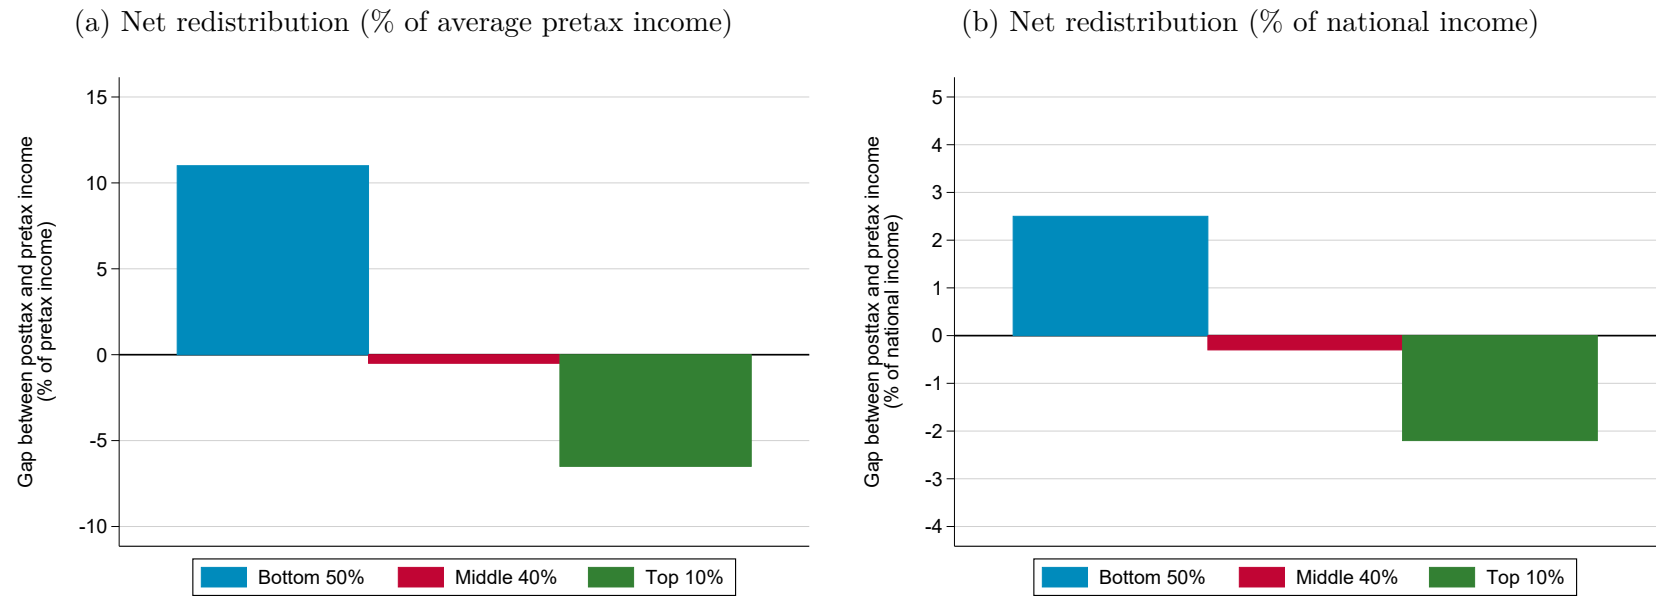 (a) Net redistribution (% of average pretax income)
Gap between posttax and pretax income
(% of pretax income)
15
10
5
0
-5
-10
Bottom 50%
Middle 40%
Top 10%
(b) Net redistribution (% of national income)
Gap between posttax and pretax income
(% of national income)
5
4
3
2
1
0
-1
-2
-3
-4
Bottom 50%
Middle 40%
Top 10%